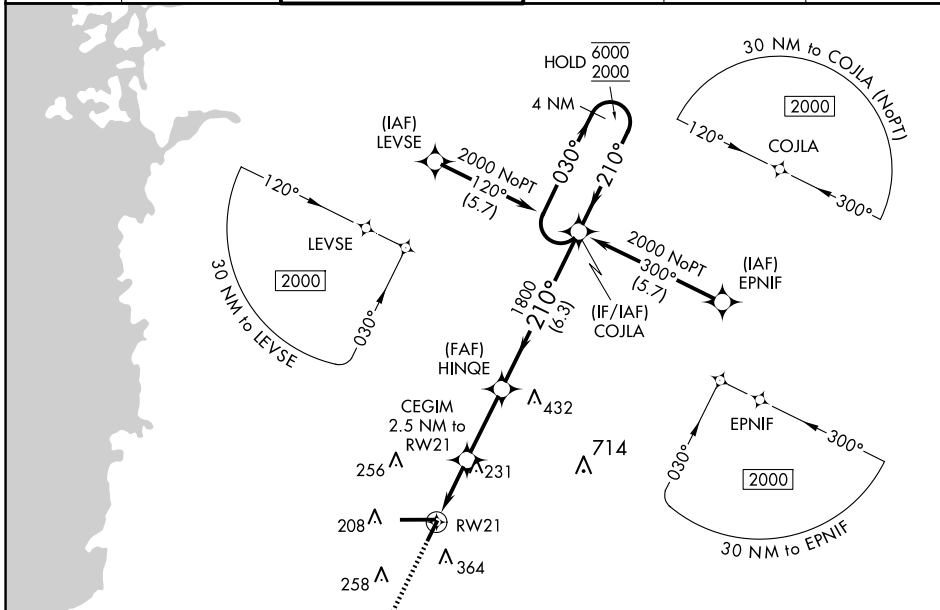 HOLD 6000
2000
4 NM
030°
210°
(IAF)
LEVSE
2000 NoPT
120°
(5.7)
30 NM to COJLA (NoPT)
2000
120°
COJLA
300°
120°
LEVSE
2000
030°
30 NM to LEVSE
2000 NoPT
300°
(5.7)
(IAF)
EPNIF
(IF/IAF)
COJLA
1800
210°
(6.3)
(FAF)
HINQE
432
CEGIM
2.5 NM to
RW21
256
231
714
208
RW21
364
258
EPNIF
300°
030°
2000
30 NM to EPNIF